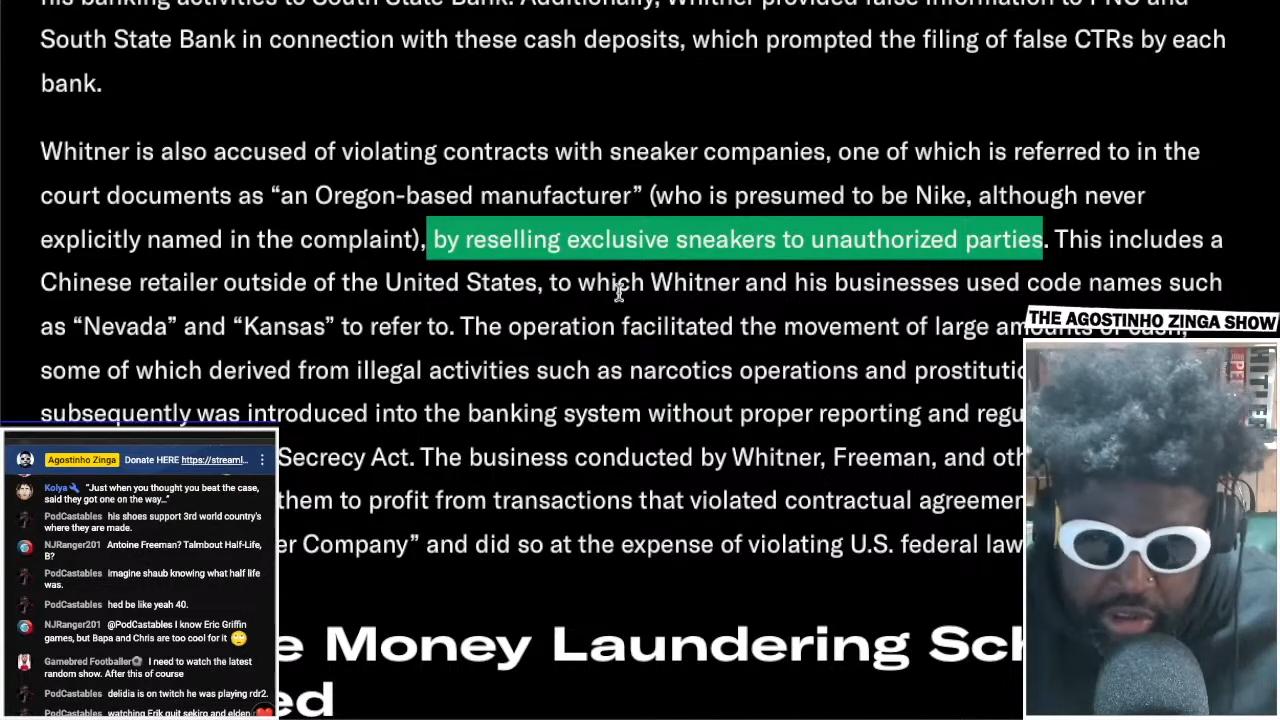 his banking activities to South State Bank. Additionally, Whitner provided false information to PNC and
South State Bank in connection with these cash deposits, which prompted the filing of false CTRs by each
bank.
Whitner is also accused of violating contracts with sneaker companies, one of which is referred to in the
court documents as “an Oregon-based manufacturer” (who is presumed to be Nike, although never
explicitly named in the complaint), by reselling exclusive sneakers to unauthorized parties. This includes a
Chinese retailer outside of the United States, to which Whitner and his businesses used code names such
as “Nevada” and “Kansas” to refer to. The operation facilitated the movement of large amounts of cash,
some of which derived from illegal activities such as narcotics operations and prostitutio
subsequently was introduced into the banking system without proper reporting and regu
Secrecy Act. The business conducted by Whitner, Freeman, and oth
them to profit from transactions that violated contractual agreemen
er Company” and did so at the expense of violating U.S. federal law
e Money Laundering Sch
ed
THE AGOSTINHO ZINGA SHOW
Agostinho Zinga Donate HERE https://streaml...
Kolya "Just when you thought you beat the case,
said they got one on the way..."
PodCastables his shoes support 3rd world country's
where they are made.
NJRanger201 Antoine Freeman? Talmbout Half-Life,
B?
PodCastables imagine shaub knowing what half life
was.
PodCastables hed be like yeah 40.
NJRanger201 @PodCastables I know Eric Griffin
games, but Bapa and Chris are too cool for it 🙄
Gamebred Footballer I need to watch the latest
random show. After this of course
PodCastables delidia is on twitch he was playing rdr2.
PodCastables watching Erik quit sekiro and elden